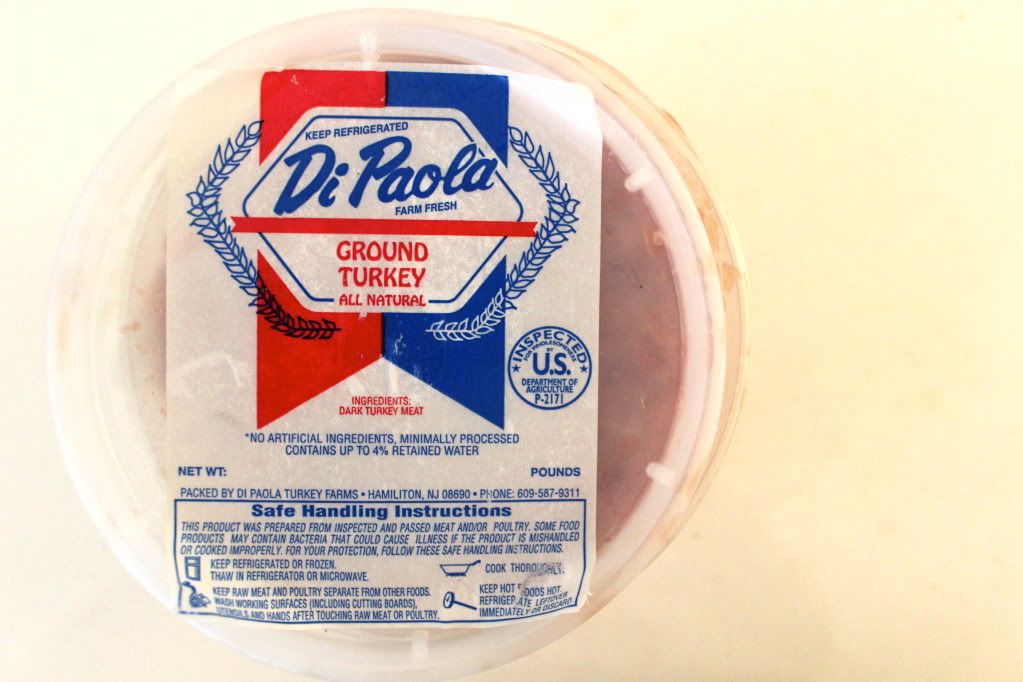 KEEP REFRIGERATED
Di Paola
FARM FRESH
GROUND
TURKEY
ALL NATURAL
INSPECTED
FOR WHOLESOMENESS
BY
U.S.
DEPARTMENT OF
AGRICULTURE
P-2171
INGREDIENTS:
DARK TURKEY MEAT
*NO ARTIFICIAL INGREDIENTS, MINIMALLY PROCESSED
CONTAINS UP TO 4% RETAINED WATER
NET WT: POUNDS
PACKED BY DI PAOLA TURKEY FARMS • HAMILITON, NJ 08690 • PHONE: 609-587-9311
Safe Handling Instructions
THIS PRODUCT WAS PREPARED FROM INSPECTED AND PASSED MEAT AND/OR POULTRY. SOME FOOD
PRODUCTS MAY CONTAIN BACTERIA THAT COULD CAUSE ILLNESS IF THE PRODUCT IS MISHANDLED
OR COOKED IMPROPERLY. FOR YOUR PROTECTION, FOLLOW THESE SAFE HANDLING INSTRUCTIONS.
KEEP REFRIGERATED OR FROZEN.
THAW IN REFRIGERATOR OR MICROWAVE.
COOK THOROUGHLY.
KEEP RAW MEAT AND POULTRY SEPARATE FROM OTHER FOODS.
WASH WORKING SURFACES (INCLUDING CUTTING BOARDS),
UTENSILS AND HANDS AFTER TOUCHING RAW MEAT OR POULTRY.
KEEP HOT FOODS HOT.
REFRIGERATE LEFTOVER
IMMEDIATELY OR DISCARD.